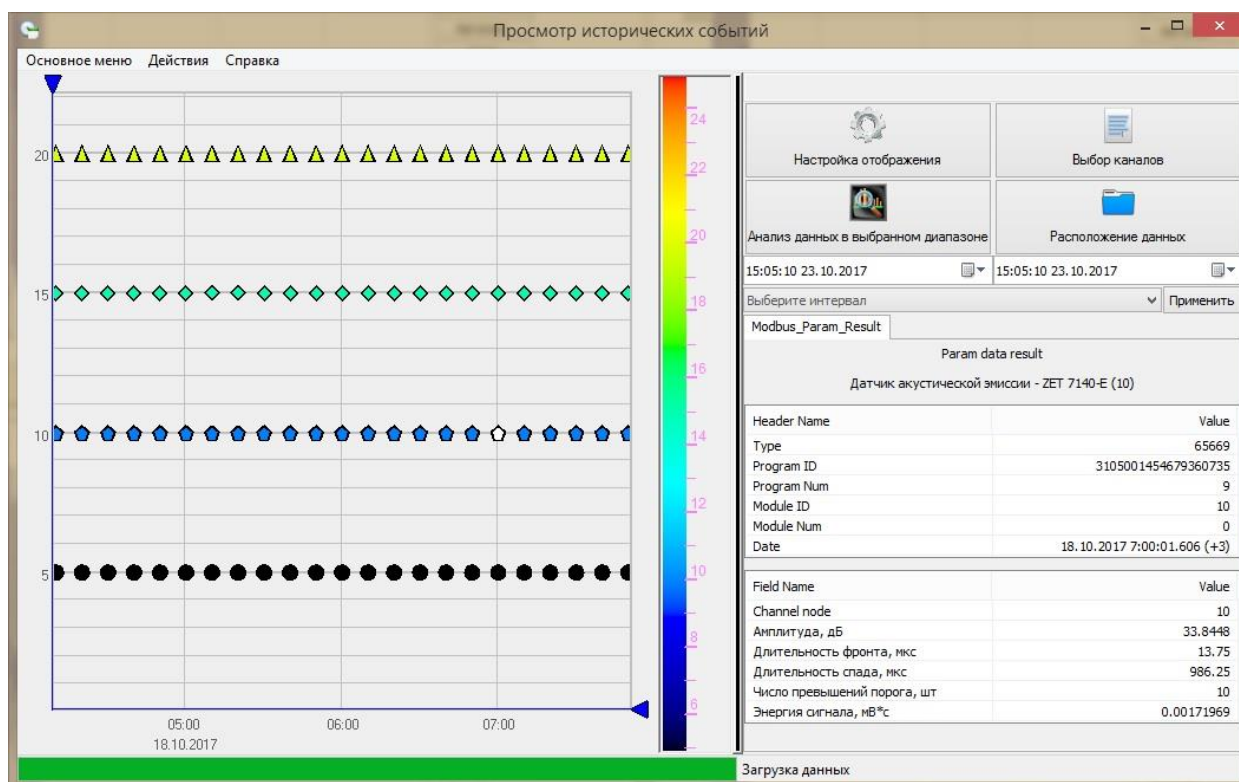 Просмотр исторических событий
Основное меню Действия Справка
20
15
10
5
05:00 06:00 07:00
18.10.2017
24
22
20
18
16
14
12
10
8
6
Настройка отображения
Выбор каналов
Анализ данных в выбранном диапазоне
Расположение данных
15:05:10 23.10.2017
15:05:10 23.10.2017
Выберите интервал
Применить
Modbus_Param_Result
Param data result
Датчик акустической эмиссии - ZET 7140-E (10)
Header Name Value
Type 65669
Program ID 3105001454679360735
Program Num 9
Module ID 10
Module Num 0
Date 18.10.2017 7:00:01.606 (+3)
Field Name Value
Channel node 10
Амплитуда, дБ 33.8448
Длительность фронта, мкс 13.75
Длительность спада, мкс 986.25
Число превышений порога, шт 10
Энергия сигнала, мВ*с 0.00171969
Загрузка данных